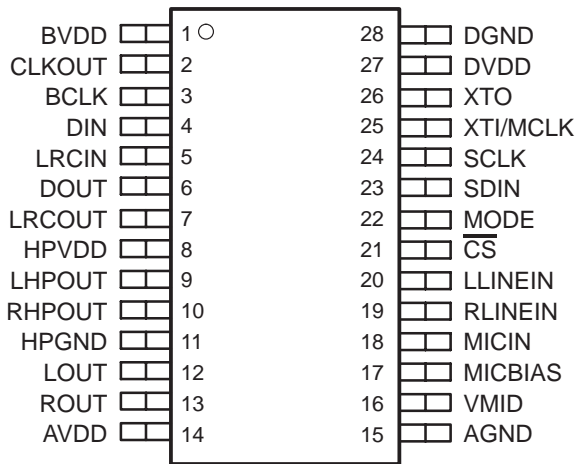 BVDD 1 28 DGND
CLKOUT 2 27 DVDD
BCLK 3 26 XTO
DIN 4 25 XTI/MCLK
LRCIN 5 24 SCLK
DOUT 6 23 SDIN
LRCOUT 7 22 MODE
HPVDD 8 21 C̅S̅
LHPOUT 9 20 LLINEIN
RHPOUT 10 19 RLINEIN
HPGND 11 18 MICIN
LOUT 12 17 MICBIAS
ROUT 13 16 VMID
AVDD 14 15 AGND